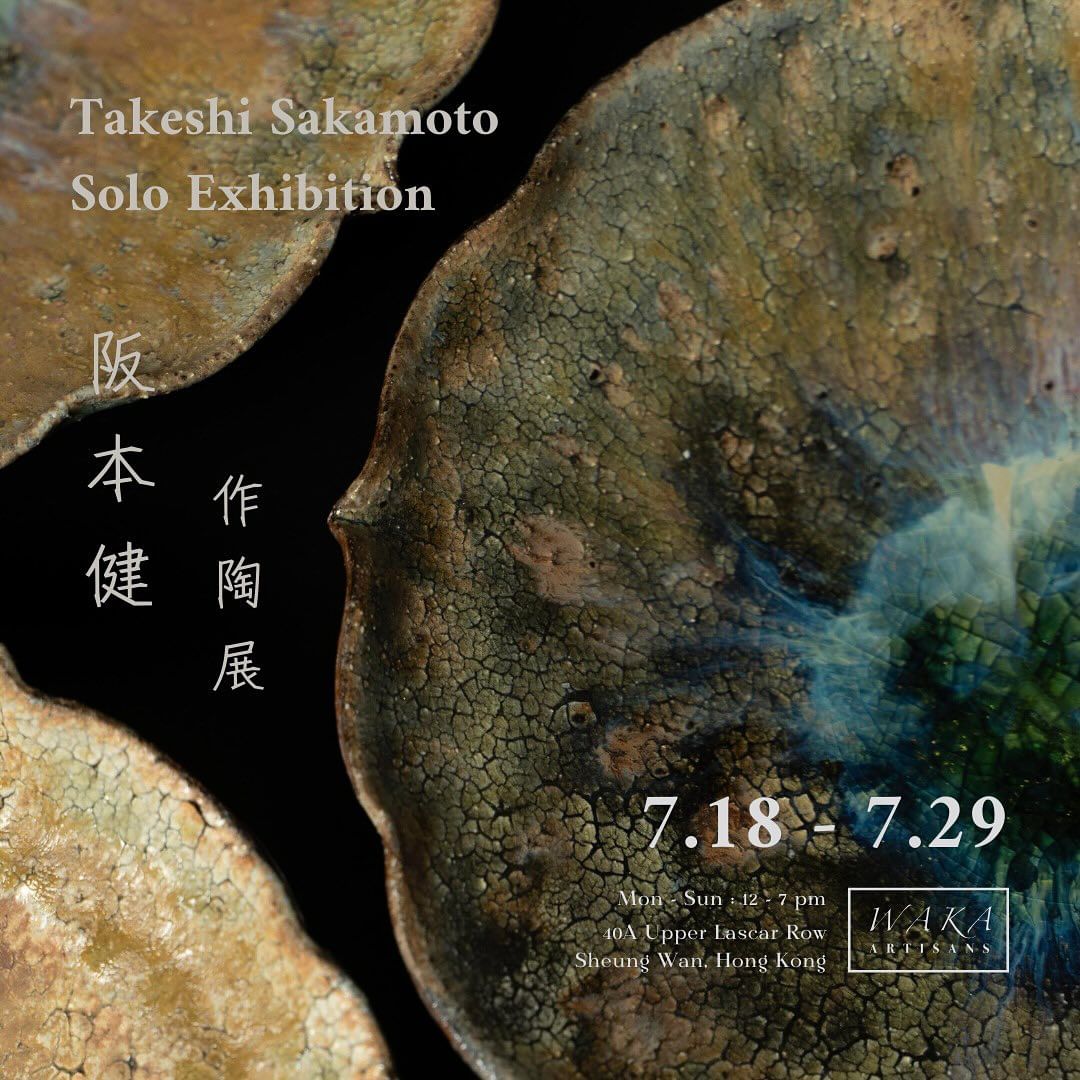 Takeshi Sakamoto
Solo Exhibition
阪本健
作陶展
7.18 - 7.29
Mon - Sun : 12 - 7 pm
40A Upper Lascar Row
Sheung Wan, Hong Kong
WAKA
ARTISANS